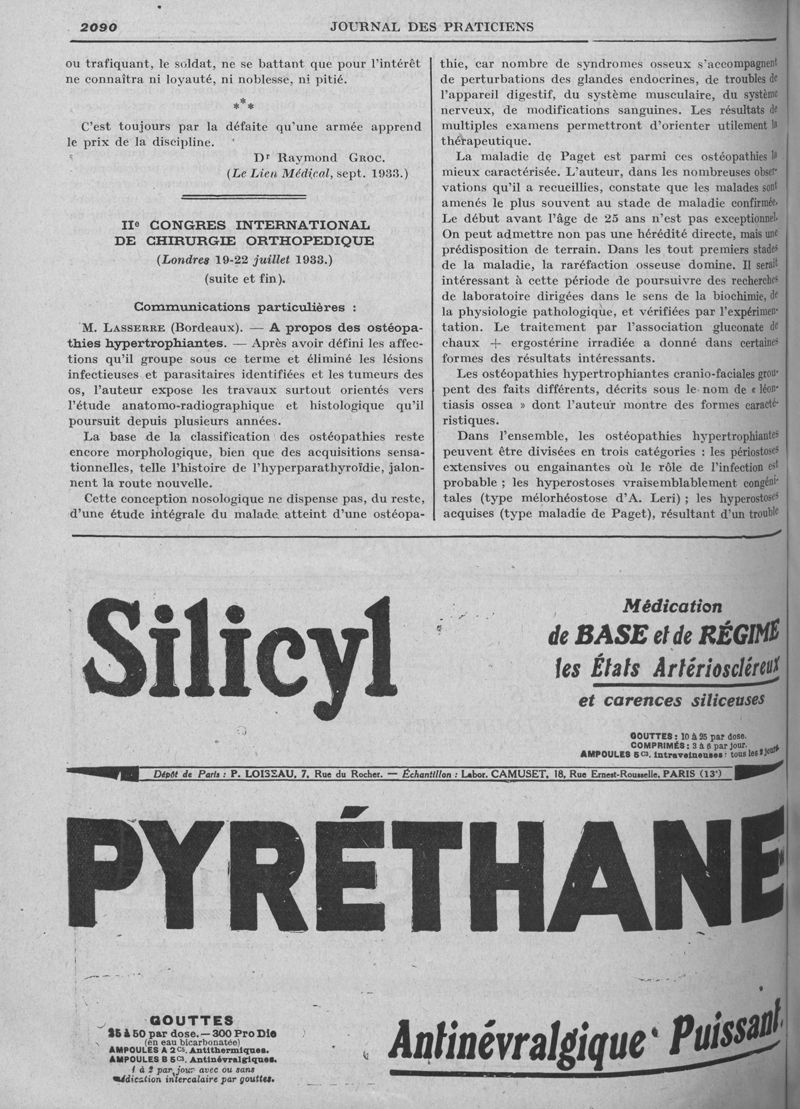 2090
JOURNAL DES PRATICIENS
ou trafiquant, le soldat, ne se battant que pour l'intérêt
ne connaîtra ni loyauté, ni noblesse, ni pitié.
***
C'est toujours par la défaite qu'une armée apprend
le prix de la discipline.
Dr Raymond GROC.
(Le Lien Médical, sept. 1933.)
IIe CONGRES INTERNATIONAL
DE CHIRURGIE ORTHOPEDIQUE
(Londres 19-22 juillet 1933.)
(suite et fin).
Communications particulières :
M. LASSERRE (Bordeaux). — A propos des ostéopa-
thies hypertrophiantes. — Après avoir défini les affec-
tions qu'il groupe sous ce terme et éliminé les lésions
infectieuses et parasitaires identifiées et les tumeurs des
os, l'auteur expose les travaux surtout orientés vers
l'étude anatomo-radiographique et histologique qu'il
poursuit depuis plusieurs années.
La base de la classification des ostéopathies reste
encore morphologique, bien que des acquisitions sensa-
tionnelles, telle l'histoire de l'hyperparathyroïdie, jalon-
nent la route nouvelle.
Cette conception nosologique ne dispense pas, du reste,
d'une étude intégrale du malade atteint d'une ostéopa-
thie, car nombre de syndromes osseux s'accompagnent
de perturbations des glandes endocrines, de troubles de
l'appareil digestif, du système musculaire, du système
nerveux, de modifications sanguines. Les résultats de
multiples examens permettront d'orienter utilement la
thérapeutique.
La maladie de Paget est parmi ces ostéopathies la
mieux caractérisée. L'auteur, dans les nombreuses obser-
vations qu'il a recueillies, constate que les malades sont
amenés le plus souvent au stade de maladie confirmée.
Le début avant l'âge de 25 ans n'est pas exceptionnel.
On peut admettre non pas une hérédité directe, mais une
prédisposition de terrain. Dans les tout premiers stades
de la maladie, la raréfaction osseuse domine. Il serait
intéressant à cette période de poursuivre des recherches
de laboratoire dirigées dans le sens de la biochimie, de
la physiologie pathologique, et vérifiées par l'expérimen-
tation. Le traitement par l'association gluconate de
chaux + ergostérine irradiée a donné dans certaines
formes des résultats intéressants.
Les ostéopathies hypertrophiantes cranio-faciales grou-
pent des faits différents, décrits sous le nom de « léon-
tiasis ossea » dont l'auteur montre des formes caracté-
ristiques.
Dans l'ensemble, les ostéopathies hypertrophiantes
peuvent être divisées en trois catégories : les périostoses
extensives ou engainantes où le rôle de l'infection est
probable ; les hyperostoses vraisemblablement congéni-
tales (type mélorhéostose d'A. Leri) ; les hyperostoses
acquises (type maladie de Paget), résultant d'un trouble
Silicyl
Médication
de BASE et de RÉGIME
les États Artérioscléreux
et carences siliceuses
GOUTTES : 10 à 25 par dose.
COMPRIMÉS : 3 à 6 par jour.
AMPOULES 5 cs. intraveineuses : tous les 2 jours
Dépôt de Paris : P. LOISEAU, 7, Rue du Rocher. — Échantillon : Labor. CAMUSET, 18, Rue Ernest-Rousselle, PARIS (13e)
PYRÉTHANE
GOUTTES
25 à 50 par dose. — 300 Pro Die
(en eau bicarbonatée)
AMPOULES A 2 cs. Antithermiques.
AMPOULES B 5 cs. Antinévralgiques.
1 à 2 par jour avec ou sans
médication intercalaire par gouttes.
Antinévralgique Puissant.